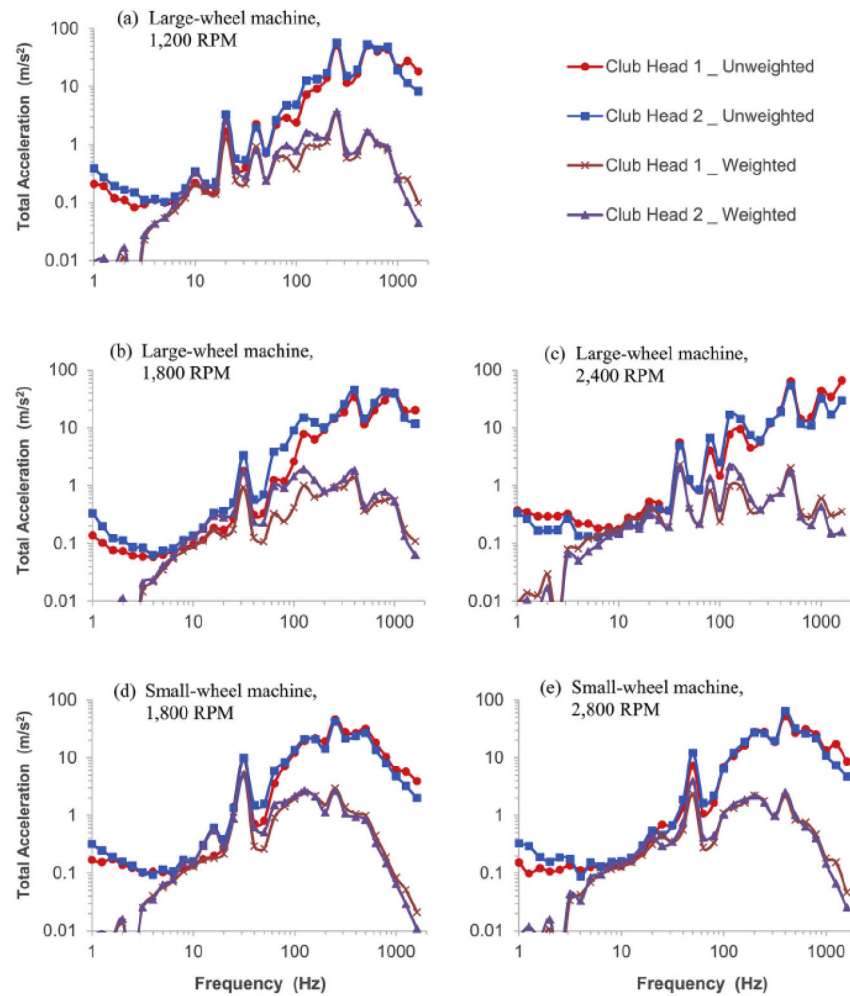 (a) Large-wheel machine,
1,200 RPM
Total Acceleration (m/s²)
100
10
1
0.1
0.01
1 10 100 1000
Club Head 1 _ Unweighted
Club Head 2 _ Unweighted
Club Head 1 _ Weighted
Club Head 2 _ Weighted
(b) Large-wheel machine,
1,800 RPM
Total Acceleration (m/s²)
100
10
1
0.1
0.01
1 10 100 1000
(c) Large-wheel machine,
2,400 RPM
100
10
1
0.1
0.01
1 10 100 1000
(d) Small-wheel machine,
1,800 RPM
Total Acceleration (m/s²)
100
10
1
0.1
0.01
1 10 100 1000
Frequency (Hz)
(e) Small-wheel machine,
2,800 RPM
100
10
1
0.1
0.01
1 10 100 1000
Frequency (Hz)